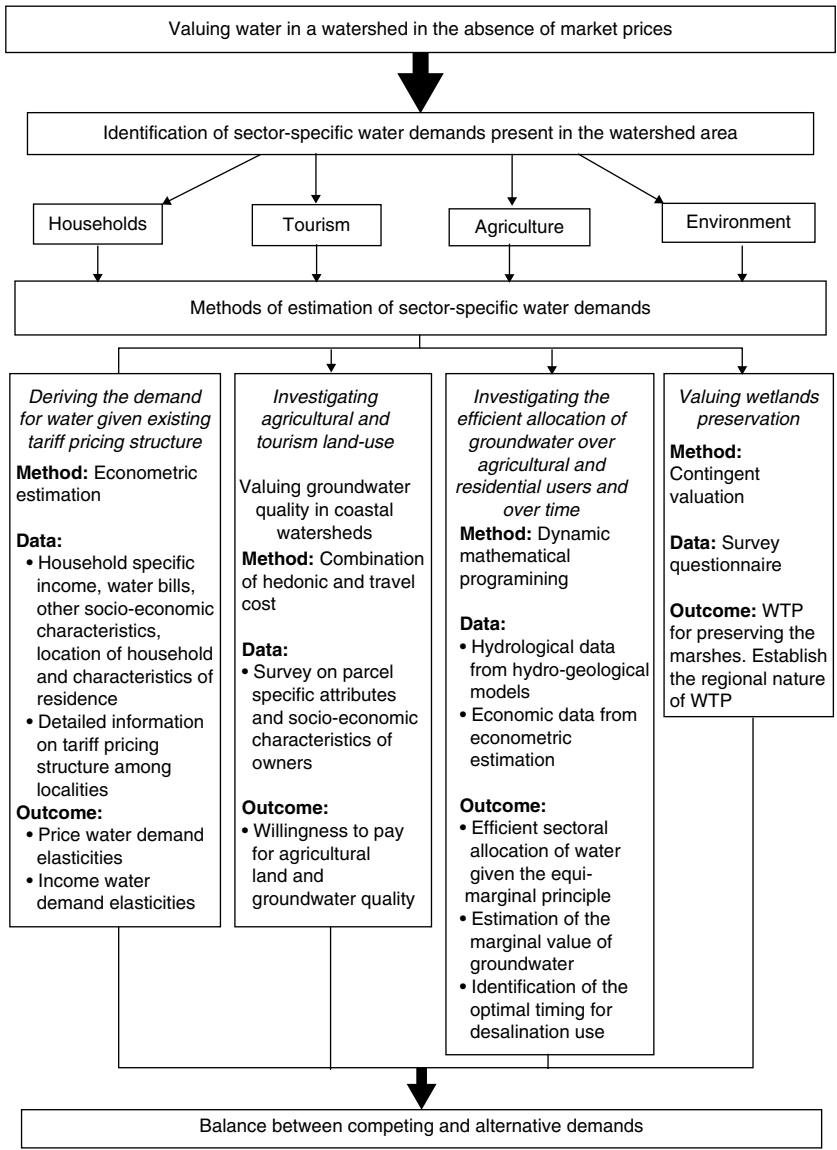 Valuing water in a watershed in the absence of market prices
Identification of sector-specific water demands present in the watershed area
Households
Tourism
Agriculture
Environment
Methods of estimation of sector-specific water demands
Deriving the demand
for water given existing
tariff pricing structure
Method: Econometric
estimation
Data:
• Household specific
income, water bills,
other socio-economic
characteristics,
location of household
and characteristics of
residence
• Detailed information
on tariff pricing
structure among
localities
Outcome:
• Price water demand
elasticities
• Income water
demand elasticities
Investigating
agricultural and
tourism land-use
Valuing groundwater
quality in coastal
watersheds
Method: Combination
of hedonic and travel
cost
Data:
• Survey on parcel
specific attributes
and socio-economic
characteristics of
owners
Outcome:
• Willingness to pay
for agricultural
land and
groundwater quality
Investigating the
efficient allocation of
groundwater over
agricultural and
residential users and
over time
Method: Dynamic
mathematical
programining
Data:
• Hydrological data
from hydro-geological
models
• Economic data from
econometric
estimation
Outcome:
• Efficient sectoral
allocation of water
given the equi-
marginal principle
• Estimation of the
marginal value of
groundwater
• Identification of the
optimal timing for
desalination use
Valuing wetlands
preservation
Method:
Contingent
valuation
Data: Survey
questionnaire
Outcome: WTP
for preserving the
marshes. Establish
the regional nature
of WTP
Balance between competing and alternative demands